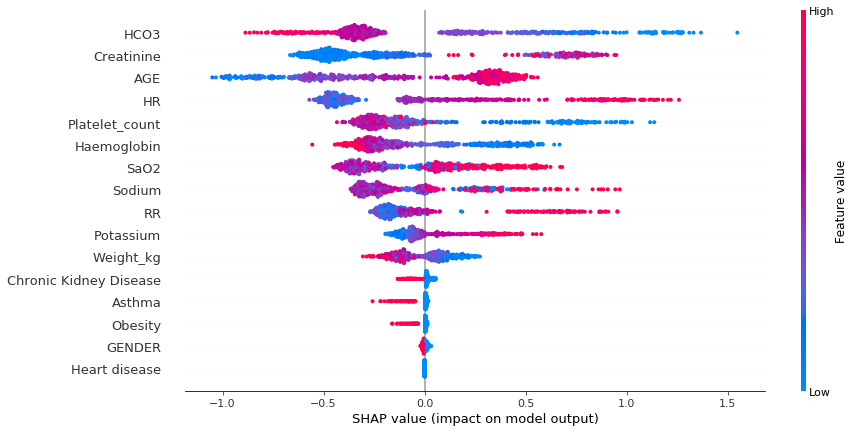 High
HCO3
Creatinine
AGE
HR
Platelet_count
Haemoglobin
SaO2
Sodium
RR
Potassium
Weight_kg
Chronic Kidney Disease
Asthma
Obesity
GENDER
Heart disease
Feature value
Low
−1.0 −0.5 0.0 0.5 1.0 1.5
SHAP value (impact on model output)